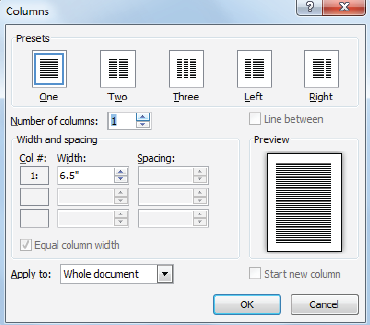 Columns
Presets
One Two Three Left Right
Number of columns: 1 Line between
Width and spacing Preview
Col #: Width: Spacing:
1: 6.5"
Equal column width
Apply to: Whole document Start new column
OK Cancel